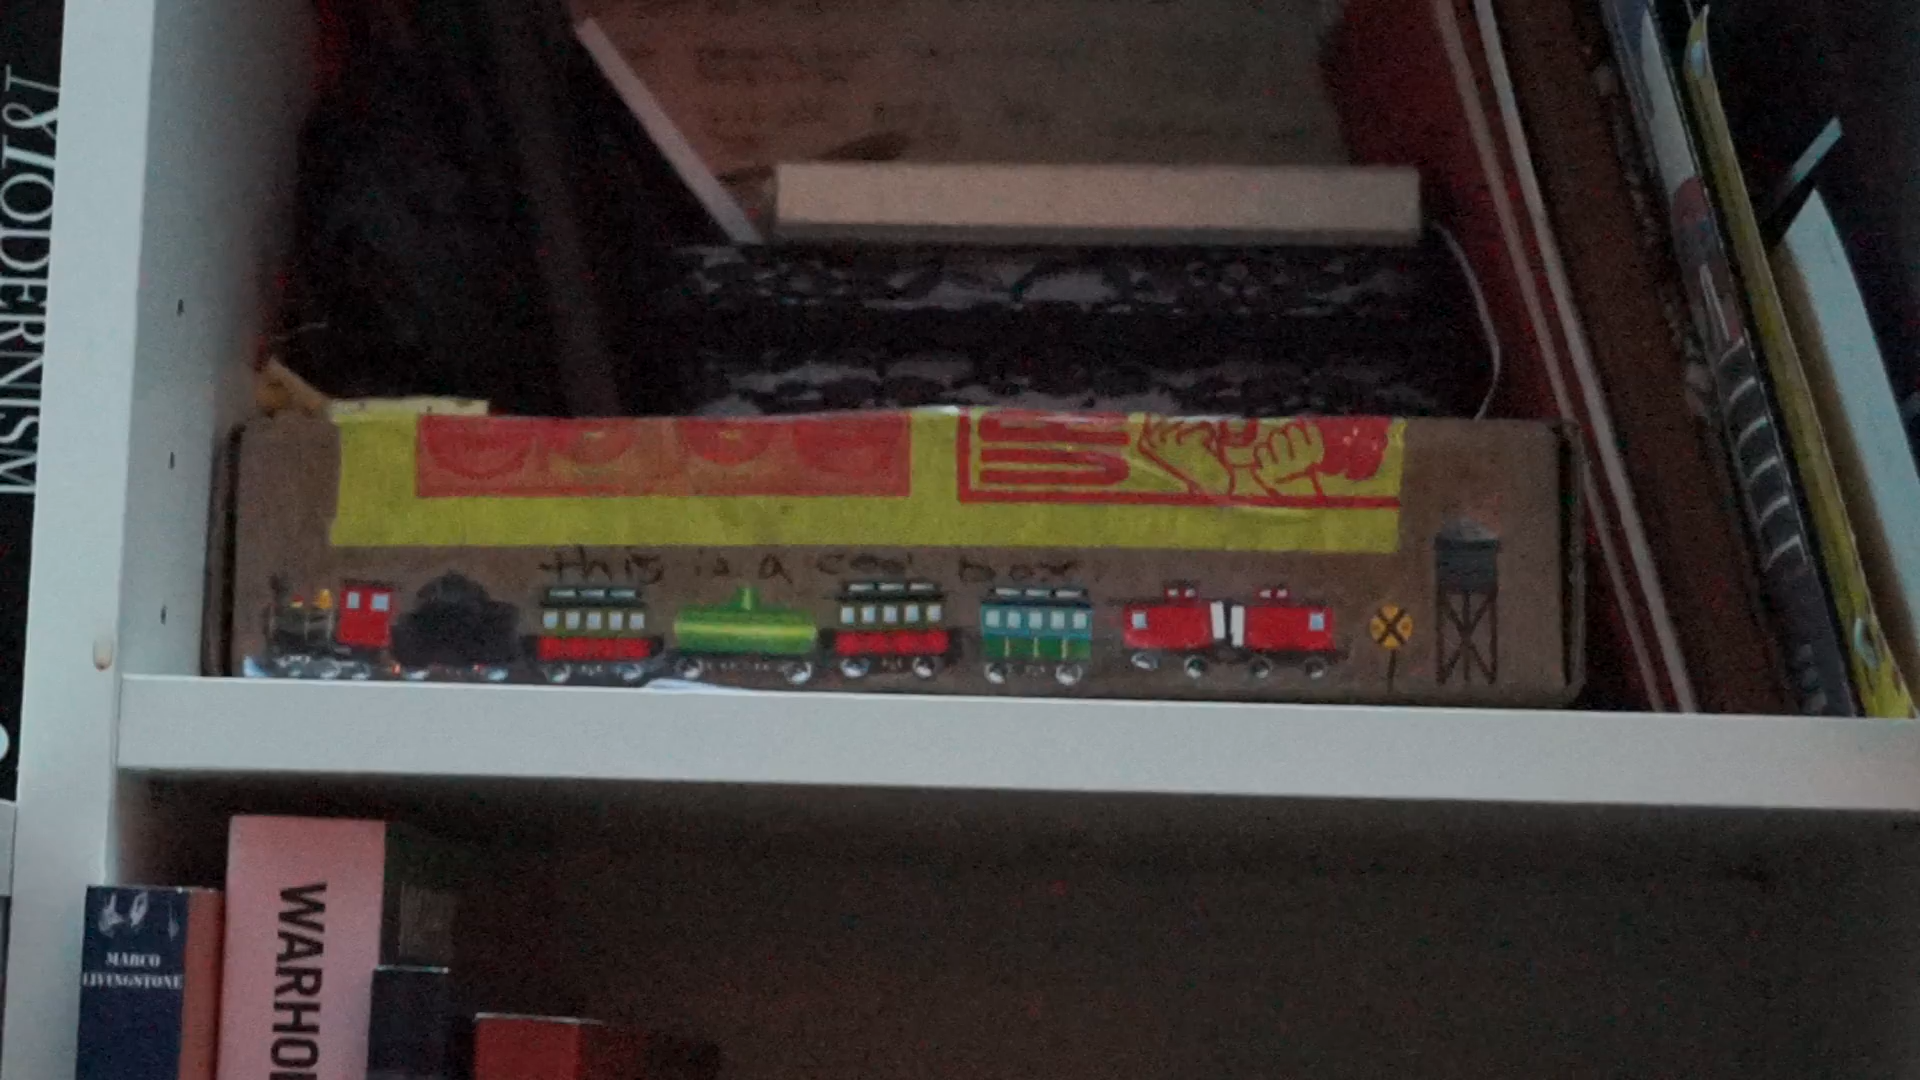 MODERNISM
this is a cool box
MARCO
LIVINGSTONE
WARHO